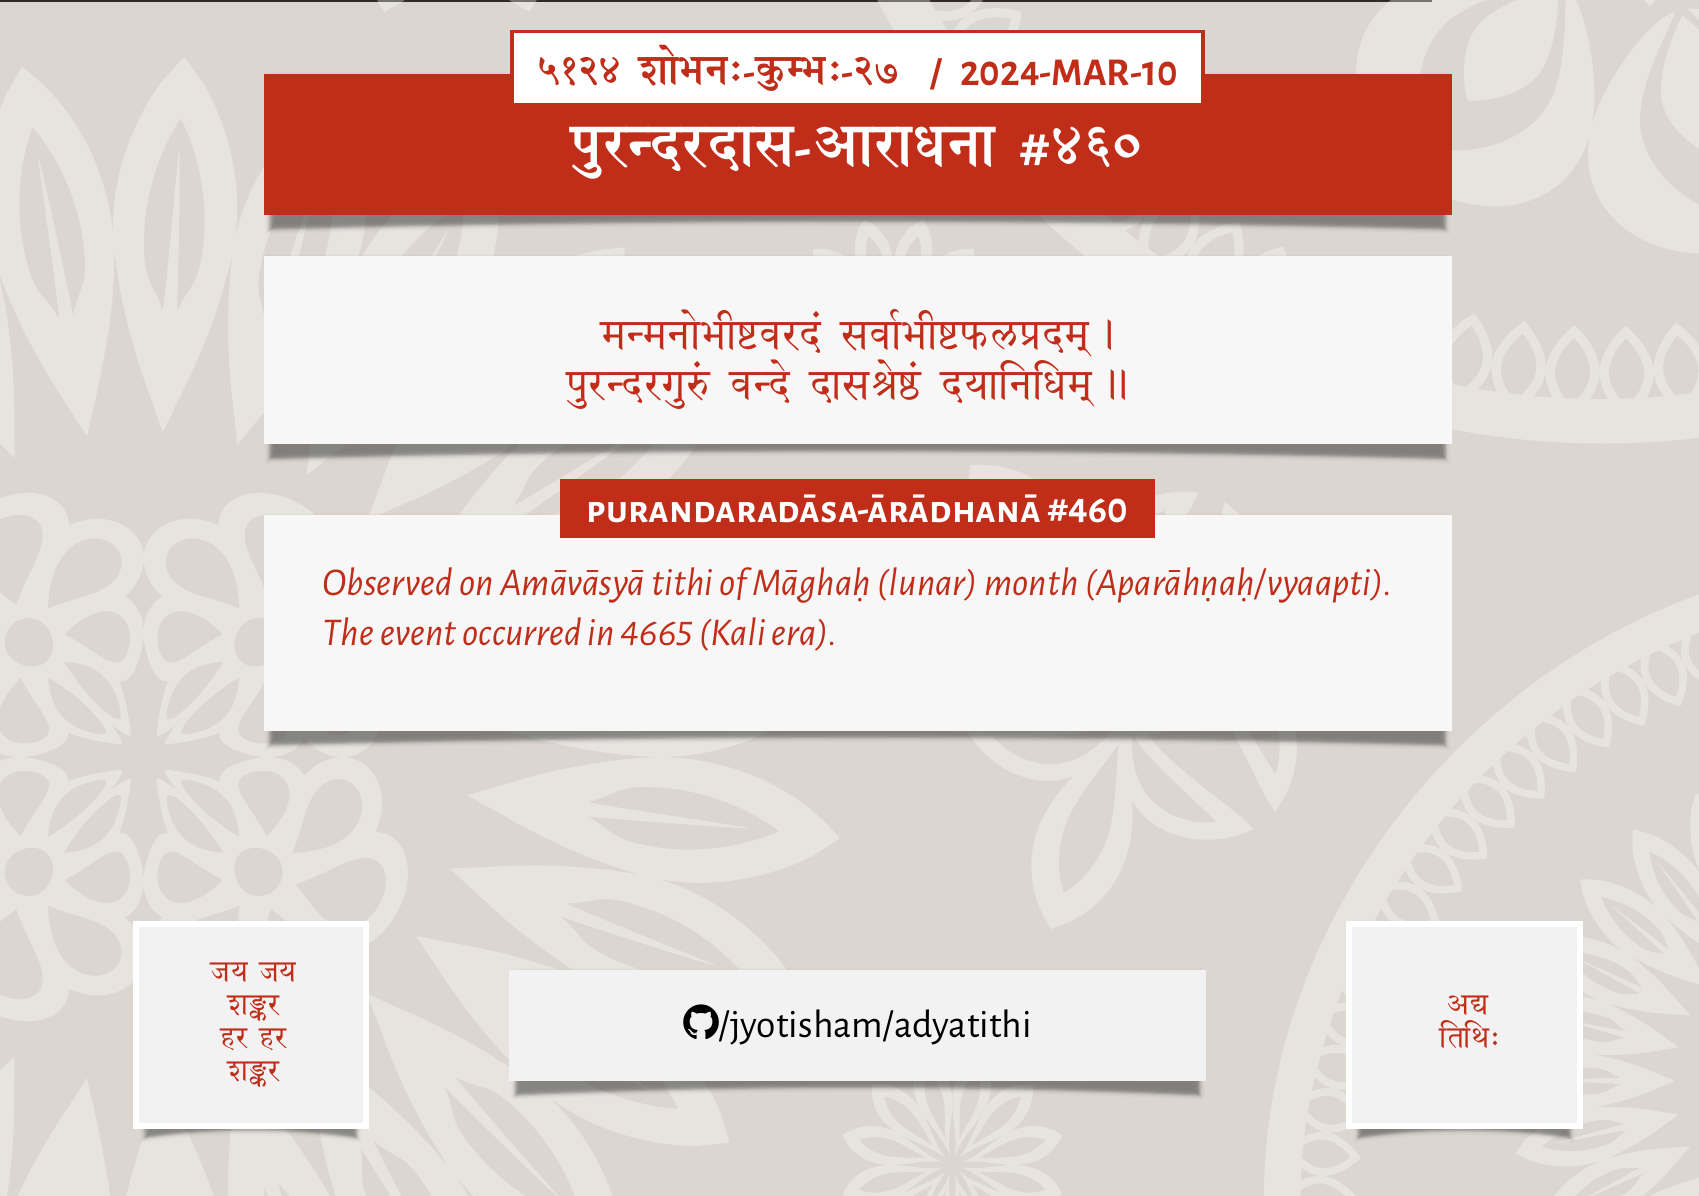 ५१२४ शोभनः-कुम्भः-२७ / 2024-MAR-10
पुरन्दरदास-आराधना #४६०
मन्मनोभीष्टवरदं सर्वाभीष्टफलप्रदम् ।
पुरन्दरगुरुं वन्दे दासश्रेष्ठं दयानिधिम् ॥
PURANDARADĀSA-ĀRĀDHANĀ #460
Observed on Amāvāsyā tithi of Māghaḥ (lunar) month (Aparāhṇaḥ/vyaapti).
The event occurred in 4665 (Kali era).
जय जय
शङ्कर
हर हर
शङ्कर
/jyotisham/adyatithi
अद्य
तिथिः